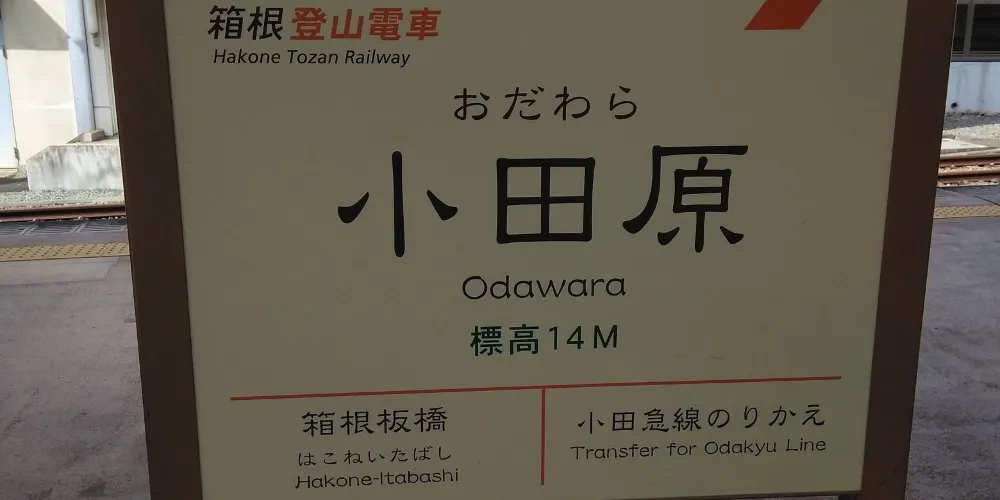 箱根登山電車
Hakone Tozan Railway
おだわら
小田原
Odawara
標高14M
箱根板橋
はこねいたばし
Hakone-Itabashi
小田急線のりかえ
Transfer for Odakyu Line